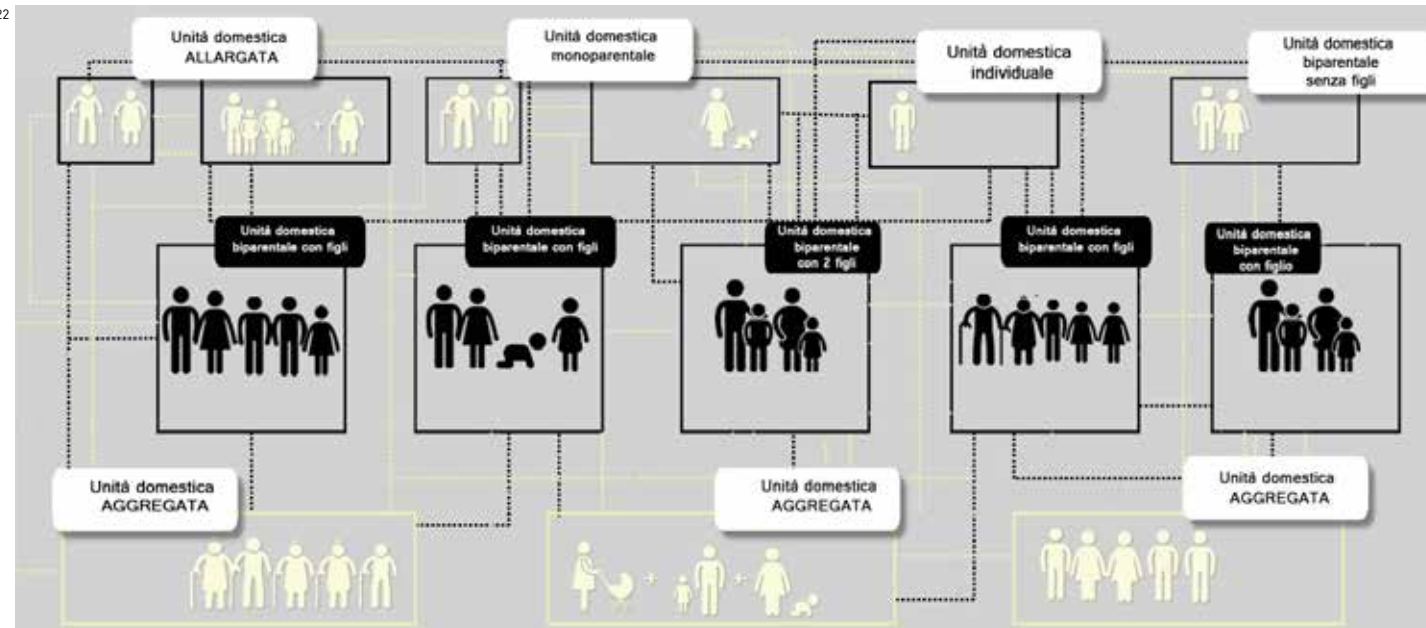 22
Unità domestica
ALLARGATA
Unità domestica
monoparentale
Unità domestica
individuale
Unità domestica
biparentale
senza figli
Unità domestica
biparentale con figli
Unità domestica
biparentale con figli
Unità domestica
biparentale
con 2 figli
Unità domestica
biparentale con figli
Unità domestica
biparentale
con figlio
Unità domestica
AGGREGATA
Unità domestica
AGGREGATA
Unità domestica
AGGREGATA